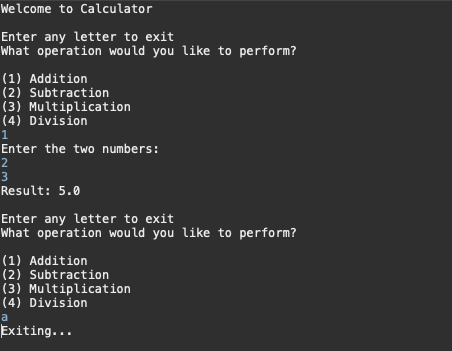 Welcome to Calculator
Enter any letter to exit
What operation would you like to perform?
(1) Addition
(2) Subtraction
(3) Multiplication
(4) Division
1
Enter the two numbers:
2
3
Result: 5.0
Enter any letter to exit
What operation would you like to perform?
(1) Addition
(2) Subtraction
(3) Multiplication
(4) Division
a
Exiting...